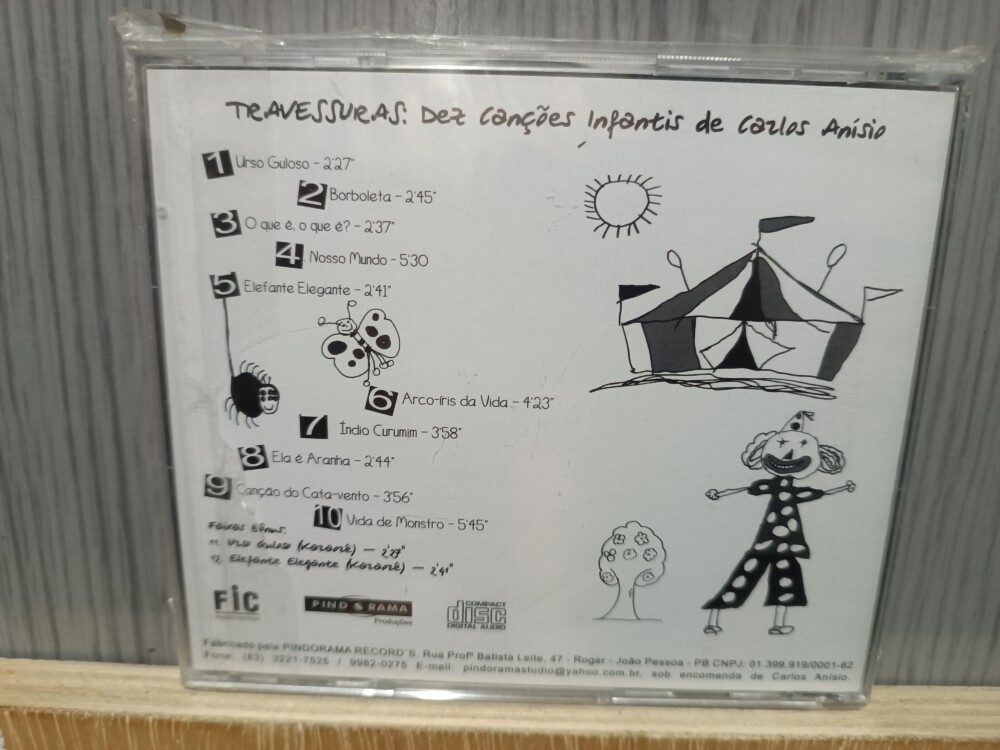 TRAVESSURAS: Dez Canções Infantis de Carlos Anísio
1 Urso Guloso - 2'27"
2 Borboleta - 2'45"
3 O que é, o que é? - 2'37"
4 Nosso Mundo - 5'30
5 Elefante Elegante - 2'41"
6 Arco-íris da Vida - 4'23"
7 Índio Curumim - 3'58"
8 Ela é Aranha - 2'44"
9 Canção do Cata-vento - 3'56"
10 Vida de Monstro - 5'45"
Faixas Bônus:
11. Urso Guloso (Karaokê) - 2'27"
12. Elefante Elegante (Karaokê) - 2'41"
FIC
PINDORAMA
Produções
COMPACT
disc
DIGITAL AUDIO
Fabricado pela PINDORAMA RECORD'S. Rua Profº Batista Leite, 47 - Roger - João Pessoa - PB CNPJ: 01.399.919/0001-62
Fone: (83) 3221-7525 / 9982-0275 E-mail: pindoramastudio@yahoo.com.br, sob encomenda de Carlos Anísio.